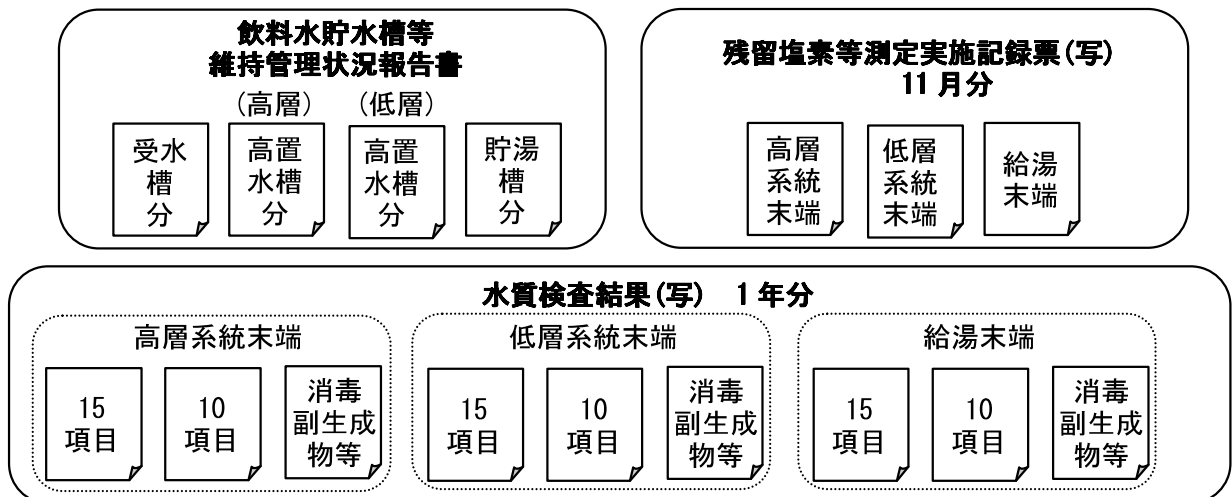 飲料水貯水槽等
維持管理状況報告書
(高層)
(低層)
受水
槽
分
高置
水槽
分
高置
水槽
分
貯湯
槽
分
残留塩素等測定実施記録票(写)
11月分
高層
系統
末端
低層
系統
末端
給湯
末端
水質検査結果(写) 1年分
高層系統末端
15
項目
10
項目
消毒
副生成
物等
低層系統末端
15
項目
10
項目
消毒
副生成
物等
給湯末端
15
項目
10
項目
消毒
副生成
物等